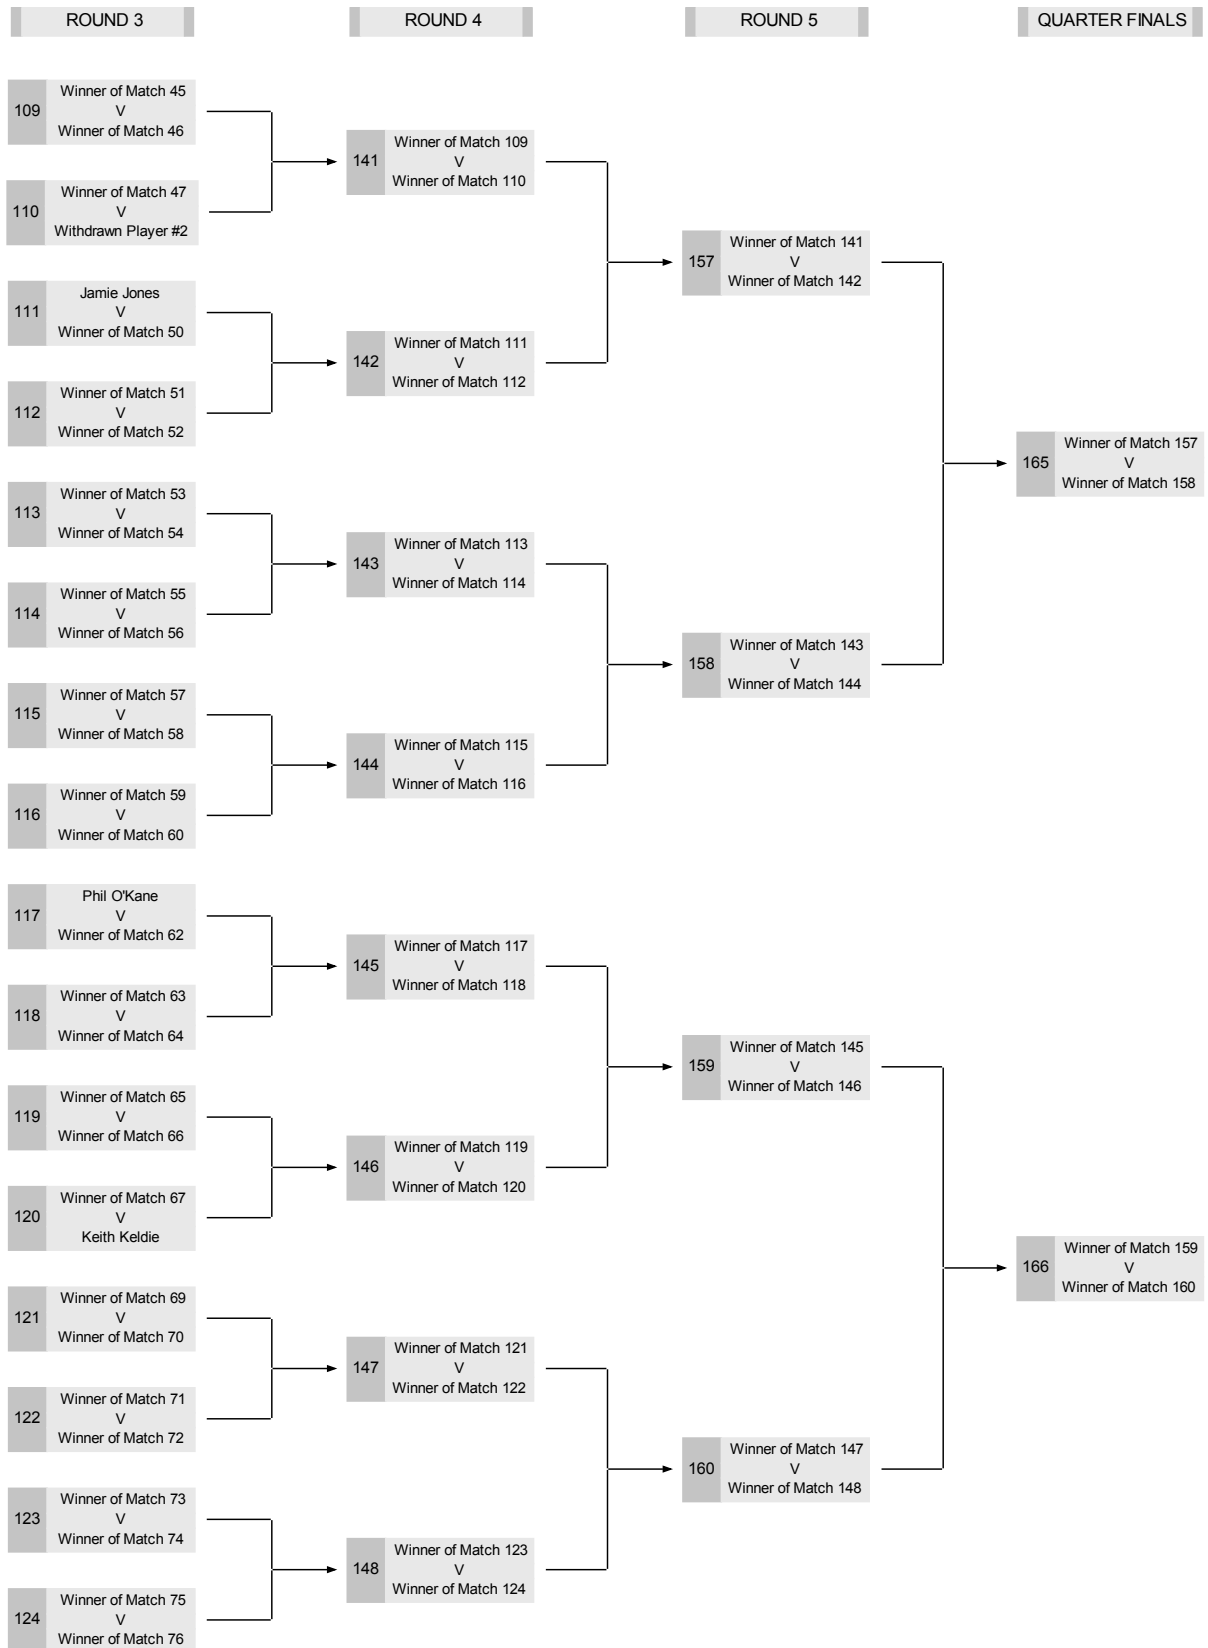 ROUND 3
ROUND 4
ROUND 5
QUARTER FINALS
109
Winner of Match 45
V
Winner of Match 46
110
Winner of Match 47
V
Withdrawn Player #2
111
Jamie Jones
V
Winner of Match 50
112
Winner of Match 51
V
Winner of Match 52
113
Winner of Match 53
V
Winner of Match 54
114
Winner of Match 55
V
Winner of Match 56
115
Winner of Match 57
V
Winner of Match 58
116
Winner of Match 59
V
Winner of Match 60
117
Phil O'Kane
V
Winner of Match 62
118
Winner of Match 63
V
Winner of Match 64
119
Winner of Match 65
V
Winner of Match 66
120
Winner of Match 67
V
Keith Keldie
121
Winner of Match 69
V
Winner of Match 70
122
Winner of Match 71
V
Winner of Match 72
123
Winner of Match 73
V
Winner of Match 74
124
Winner of Match 75
V
Winner of Match 76
141
Winner of Match 109
V
Winner of Match 110
142
Winner of Match 111
V
Winner of Match 112
143
Winner of Match 113
V
Winner of Match 114
144
Winner of Match 115
V
Winner of Match 116
145
Winner of Match 117
V
Winner of Match 118
146
Winner of Match 119
V
Winner of Match 120
147
Winner of Match 121
V
Winner of Match 122
148
Winner of Match 123
V
Winner of Match 124
157
Winner of Match 141
V
Winner of Match 142
158
Winner of Match 143
V
Winner of Match 144
159
Winner of Match 145
V
Winner of Match 146
160
Winner of Match 147
V
Winner of Match 148
165
Winner of Match 157
V
Winner of Match 158
166
Winner of Match 159
V
Winner of Match 160